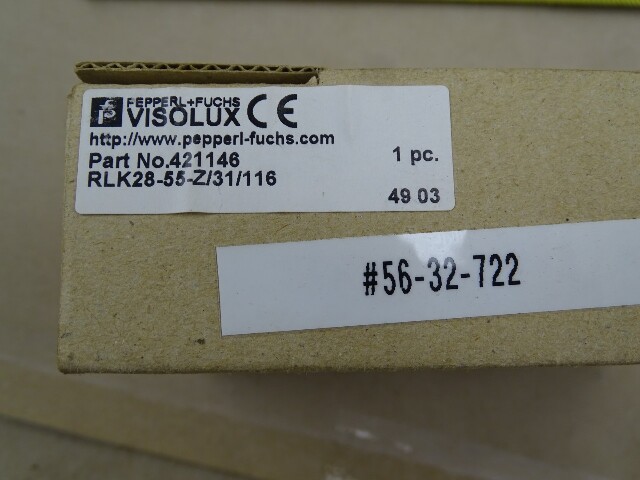 PEPPERL+FUCHS
VISOLUX CE
http://www.pepperl-fuchs.com
Part No.421146 1 pc.
RLK28-55-Z/31/116
49 03
#56-32-722